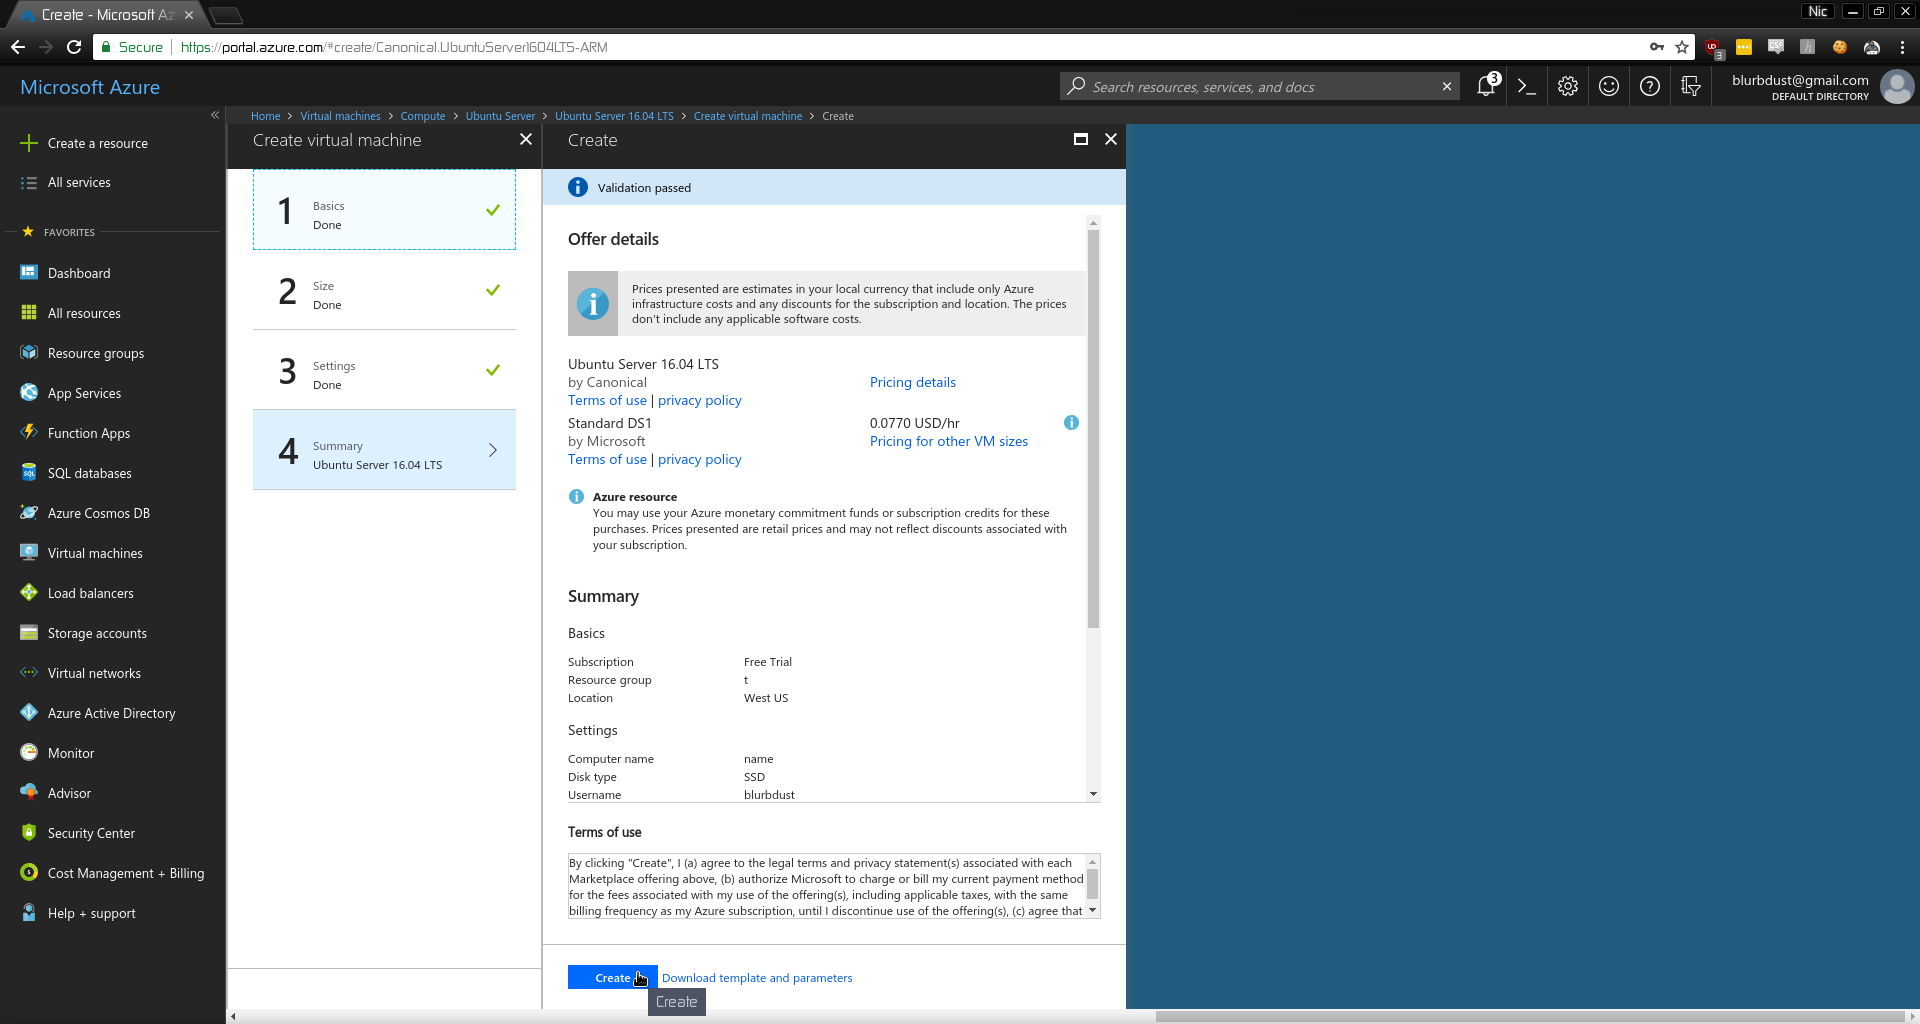 Create - Microsoft Az
Nic
Secure
https://portal.azure.com/#create/Canonical.UbuntuServer1604LTS-ARM
3
Microsoft Azure
Search resources, services, and docs
3
blurbdust@gmail.com
DEFAULT DIRECTORY
Home > Virtual machines > Compute > Ubuntu Server > Ubuntu Server 16.04 LTS > Create virtual machine > Create
Create a resource
All services
FAVORITES
Dashboard
All resources
Resource groups
App Services
Function Apps
SQL databases
Azure Cosmos DB
Virtual machines
Load balancers
Storage accounts
Virtual networks
Azure Active Directory
Monitor
Advisor
Security Center
Cost Management + Billing
Help + support
Create virtual machine
1
Basics
Done
2
Size
Done
3
Settings
Done
4
Summary
Ubuntu Server 16.04 LTS
Create
Validation passed
Offer details
Prices presented are estimates in your local currency that include only Azure
infrastructure costs and any discounts for the subscription and location. The prices
don't include any applicable software costs.
Ubuntu Server 16.04 LTS
by Canonical
Pricing details
Terms of use | privacy policy
Standard DS1
0.0770 USD/hr
by Microsoft
Pricing for other VM sizes
Terms of use | privacy policy
Azure resource
You may use your Azure monetary commitment funds or subscription credits for these
purchases. Prices presented are retail prices and may not reflect discounts associated with
your subscription.
Summary
Basics
Subscription Free Trial
Resource group t
Location West US
Settings
Computer name name
Disk type SSD
Username blurbdust
Terms of use
By clicking "Create", I (a) agree to the legal terms and privacy statement(s) associated with each
Marketplace offering above, (b) authorize Microsoft to charge or bill my current payment method
for the fees associated with my use of the offering(s), including applicable taxes, with the same
billing frequency as my Azure subscription, until I discontinue use of the offering(s), (c) agree that
Create
Download template and parameters
Create